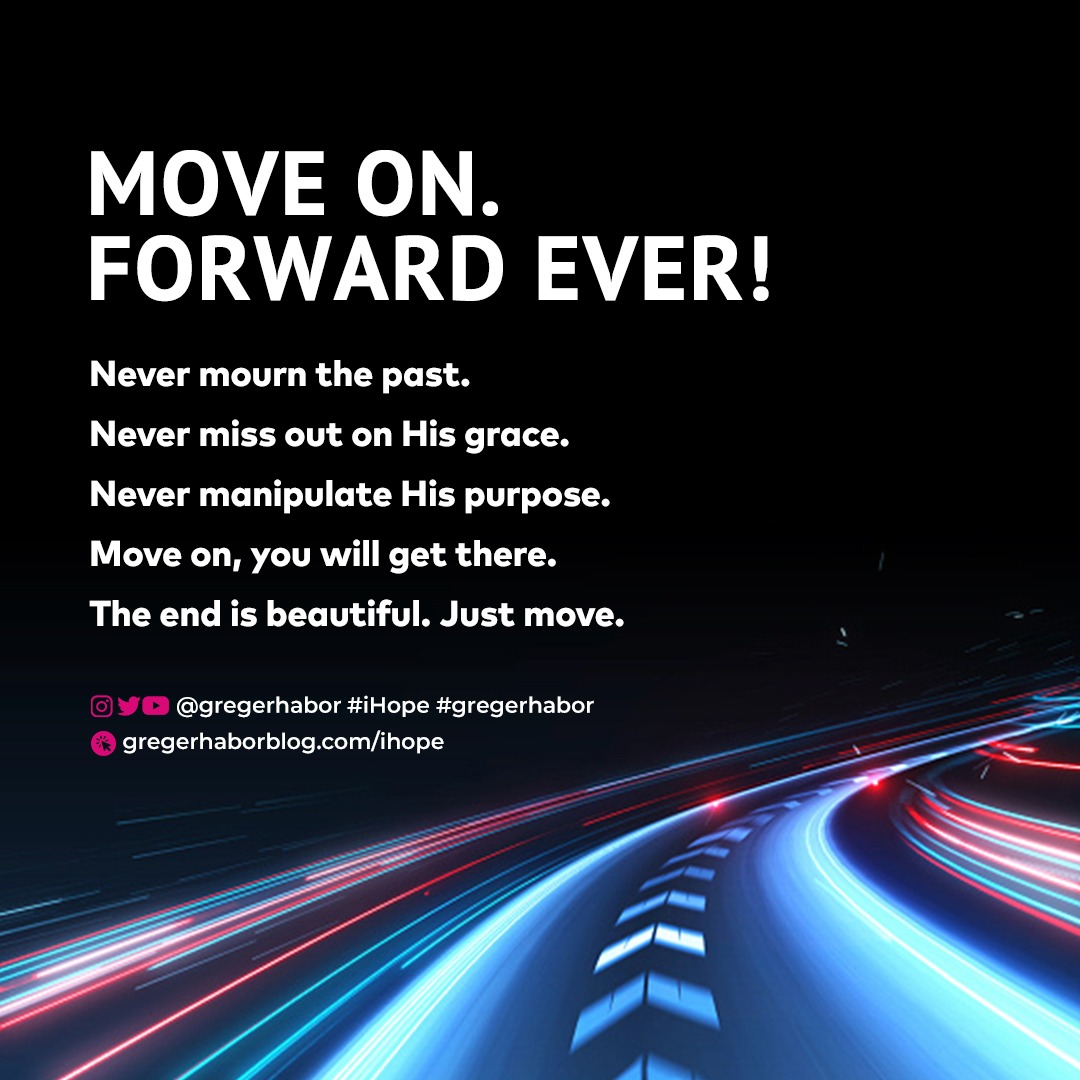 MOVE ON.
FORWARD EVER!
Never mourn the past.
Never miss out on His grace.
Never manipulate His purpose.
Move on, you will get there.
The end is beautiful. Just move.
@gregerhabor #iHope #gregerhabor
gregerhaborblog.com/ihope